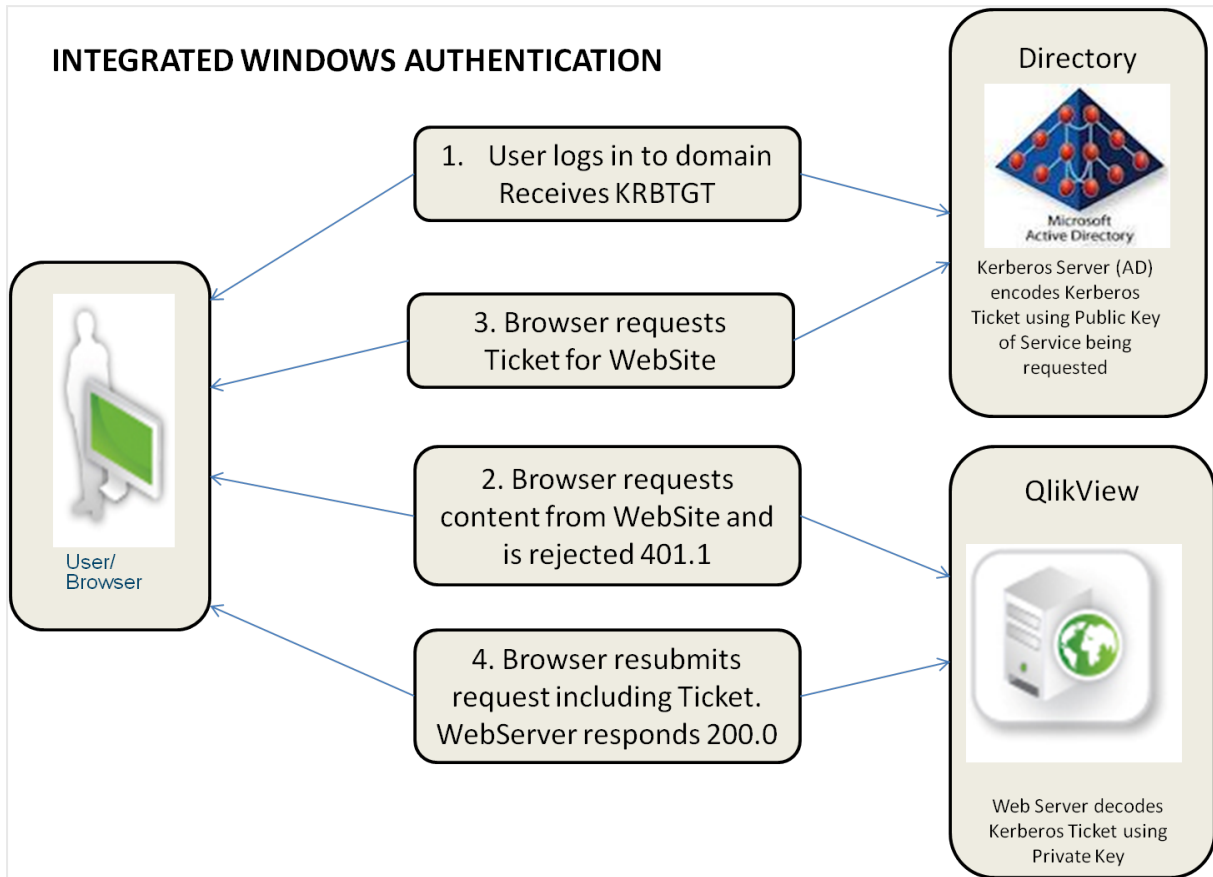 INTEGRATED WINDOWS AUTHENTICATION
Directory
Microsoft
Active Directory
Kerberos Server (AD)
encodes Kerberos
Ticket using Public Key
of Service being
requested
1. User logs in to domain
Receives KRBTGT
3. Browser requests
Ticket for WebSite
User/
Browser
2. Browser requests
content from WebSite and
is rejected 401.1
4. Browser resubmits
request including Ticket.
WebServer responds 200.0
QlikView
Web Server decodes
Kerberos Ticket using
Private Key